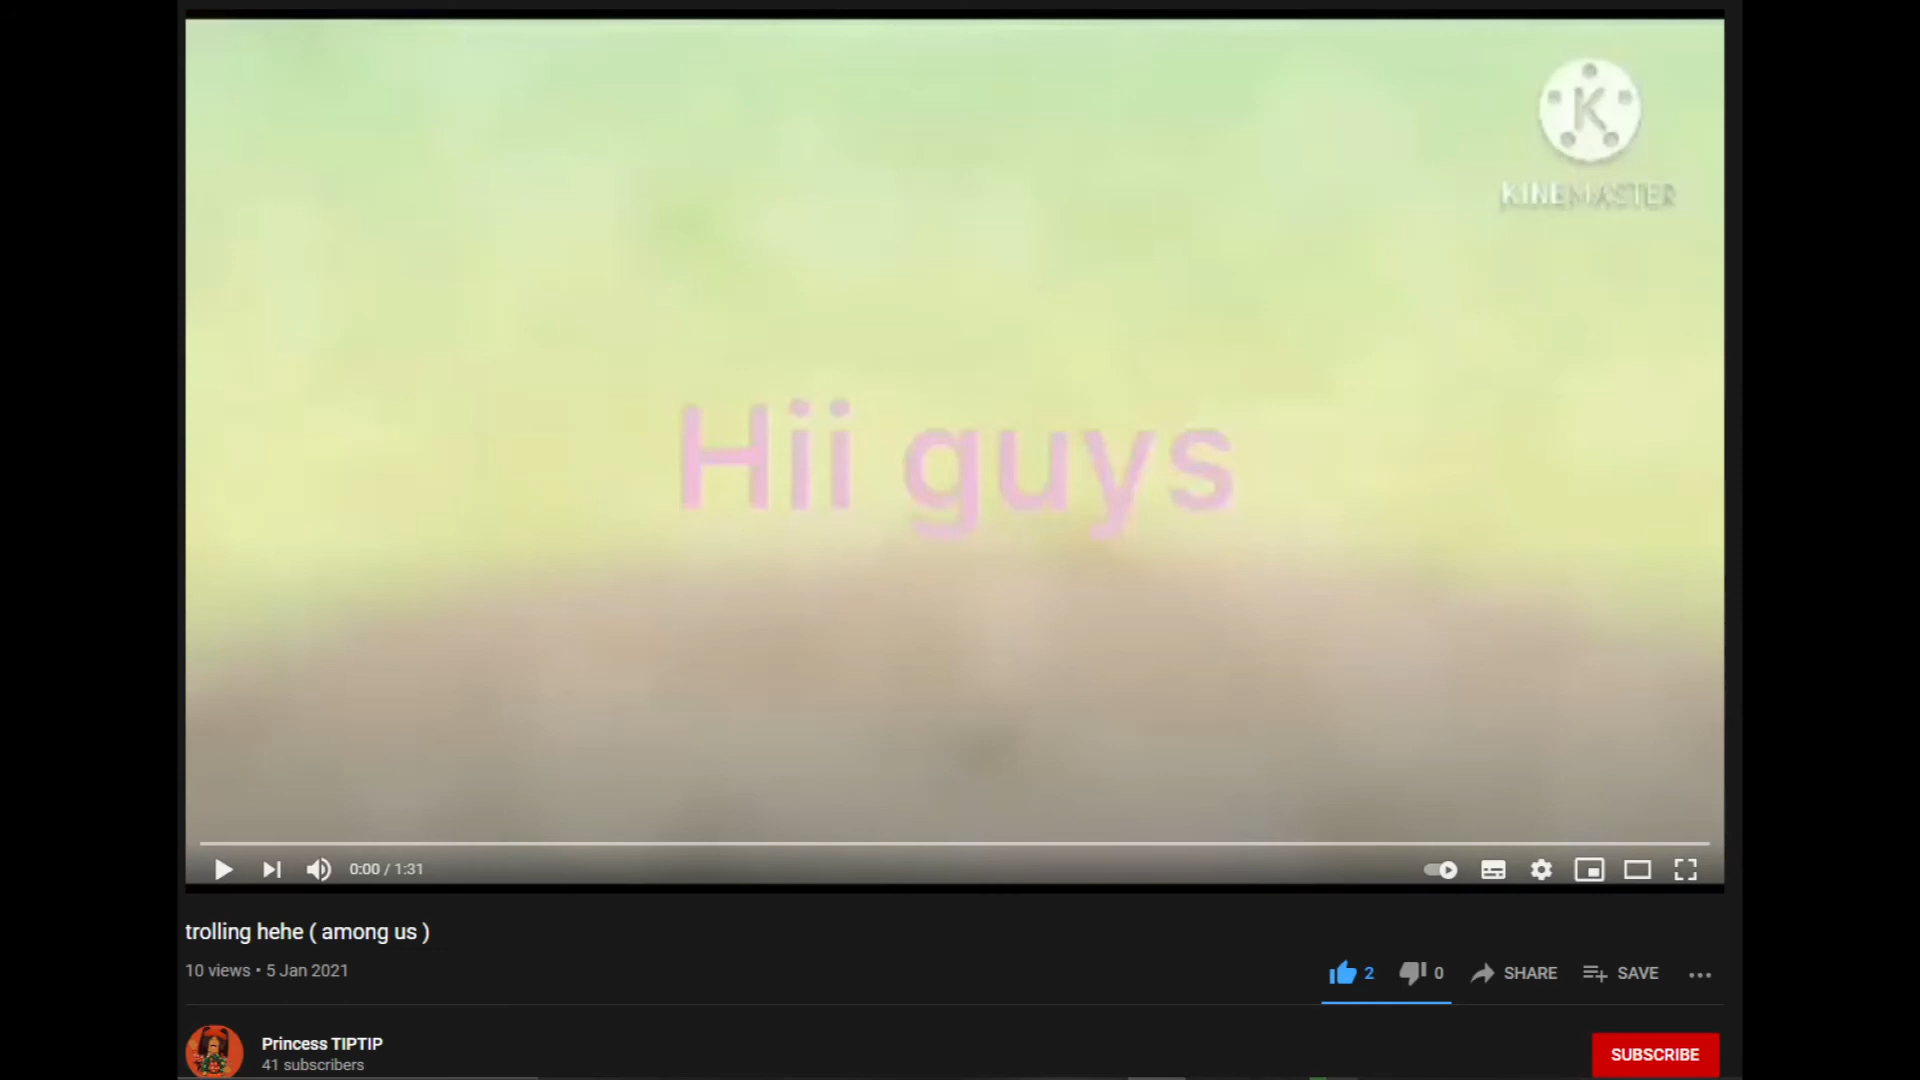 K
KINEMASTER
Hii guys
0:00 / 1:31
trolling hehe ( among us )
10 views • 5 Jan 2021
2
0
SHARE
SAVE
Princess TIPTIP
41 subscribers
SUBSCRIBE